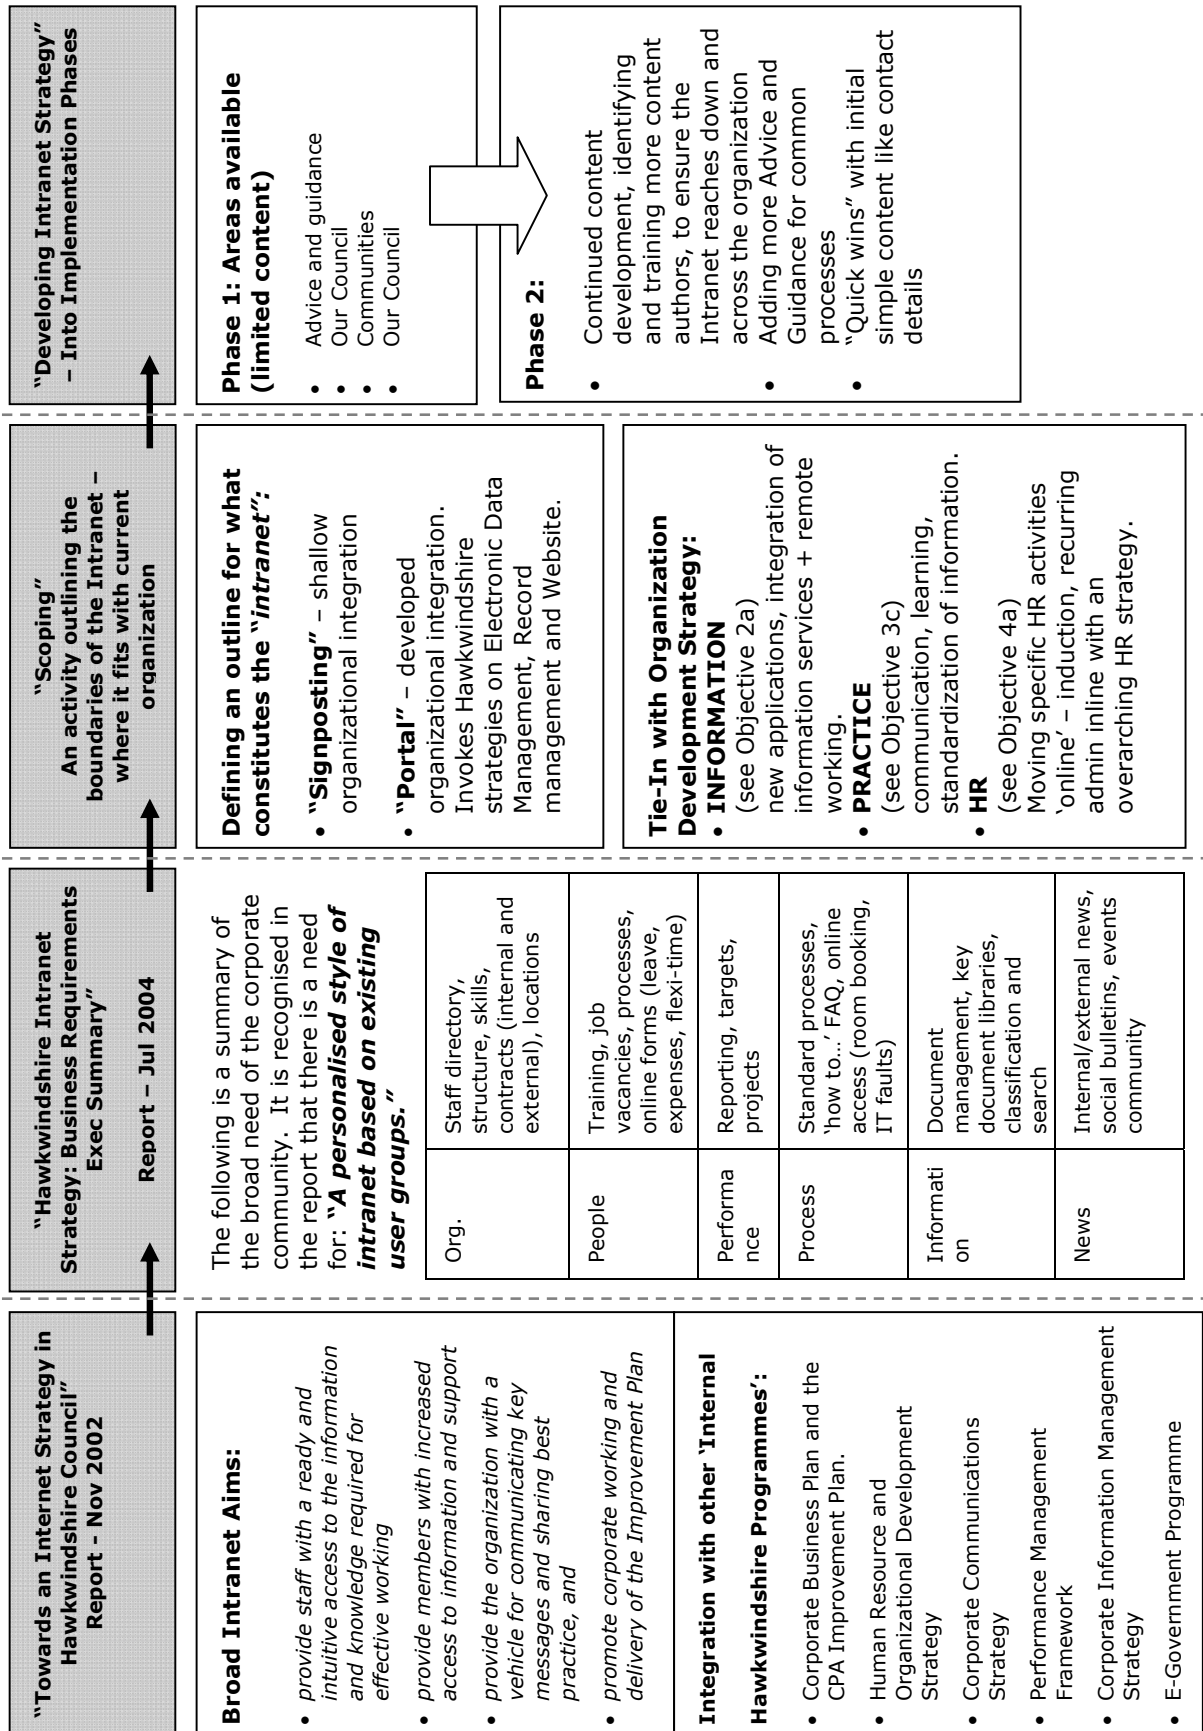 “Towards an Internet Strategy in
Hawkwindshire Council”
Report – Nov 2002
Broad Intranet Aims:
• provide staff with a ready and
intuitive access to the information
and knowledge required for
effective working
• provide members with increased
access to information and support
• provide the organization with a
vehicle for communicating key
messages and sharing best
practice, and
• promote corporate working and
delivery of the Improvement Plan
Integration with other ‘Internal
Hawkwindshire Programmes’:
• Corporate Business Plan and the
CPA Improvement Plan.
• Human Resource and
Organizational Development
Strategy
• Corporate Communications
Strategy
• Performance Management
Framework
• Corporate Information Management
Strategy
• E-Government Programme
“Hawkwindshire Intranet
Strategy: Business Requirements
Exec Summary”
Report – Jul 2004
The following is a summary of
the broad need of the corporate
community. It is recognised in
the report that there is a need
for: “A personalised style of
intranet based on existing
user groups.”
Org.
Staff directory,
structure, skills,
contracts (internal and
external), locations
People
Training, job
vacancies, processes,
online forms (leave,
expenses, flexi-time)
Performa
nce
Reporting, targets,
projects
Process
Standard processes,
‘how to...’ FAQ, online
access (room booking,
IT faults)
Informati
on
Document
management, key
document libraries,
classification and
search
News
Internal/external news,
social bulletins, events
community
“Scoping”
An activity outlining the
boundaries of the Intranet –
where it fits with current
organization
Defining an outline for what
constitutes the “intranet”:
• “Signposting” – shallow
organizational integration
• “Portal” – developed
organizational integration.
Invokes Hawkwindshire
strategies on Electronic Data
Management, Record
management and Website.
Tie-In with Organization
Development Strategy:
• INFORMATION
(see Objective 2a)
new applications, integration of
information services + remote
working.
• PRACTICE
(see Objective 3c)
communication, learning,
standardization of information.
• HR
(see Objective 4a)
Moving specific HR activities
‘online’ – induction, recurring
admin inline with an
overarching HR strategy.
“Developing Intranet Strategy”
– Into Implementation Phases
Phase 1: Areas available
(limited content)
• Advice and guidance
• Our Council
• Communities
• Our Council
Phase 2:
• Continued content
development, identifying
and training more content
authors, to ensure the
Intranet reaches down and
across the organization
• Adding more Advice and
Guidance for common
processes
• “Quick wins” with initial
simple content like contact
details